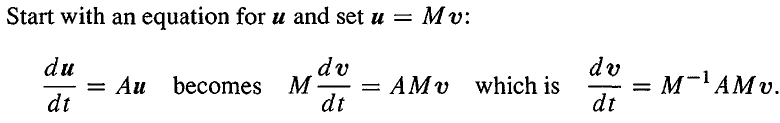 Start with an equation for u and set u = Mv:
du/dt = Au becomes M dv/dt = AMv which is dv/dt = M⁻¹AMv.